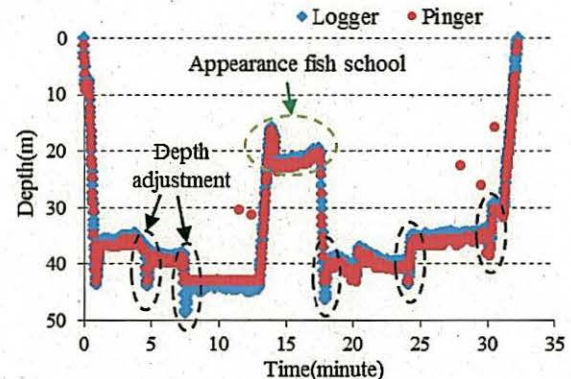 Logger Pinger
Appearance fish school
Depth
adjustment
Depth(m)
0
10
20
30
40
50
0 5 10 15 20 25 30 35
Time(minute)